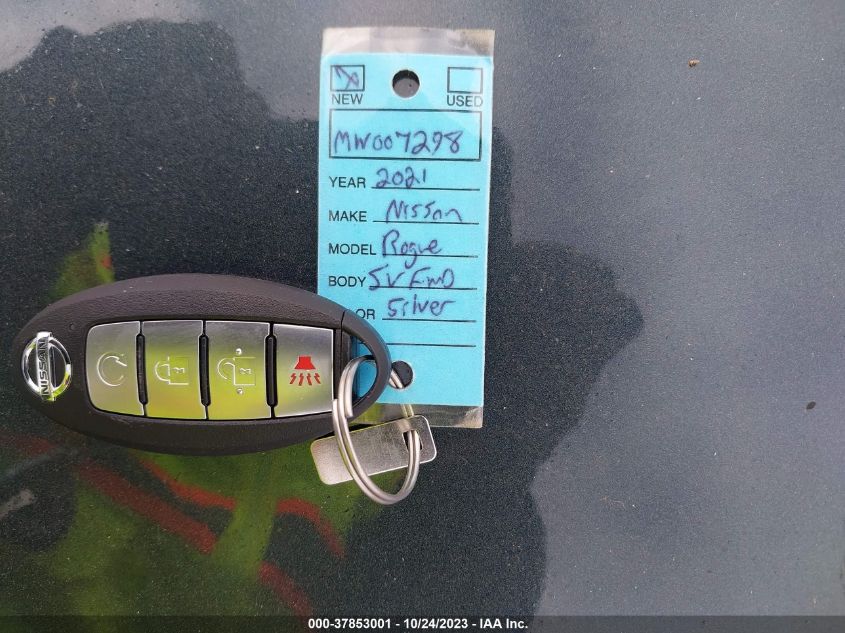 NEW USED
MW007298
YEAR 2021
MAKE Nissan
MODEL Rogue
BODY SV FWD
OR Silver
NISSAN
000-37853001 - 10/24/2023 - IAA Inc.